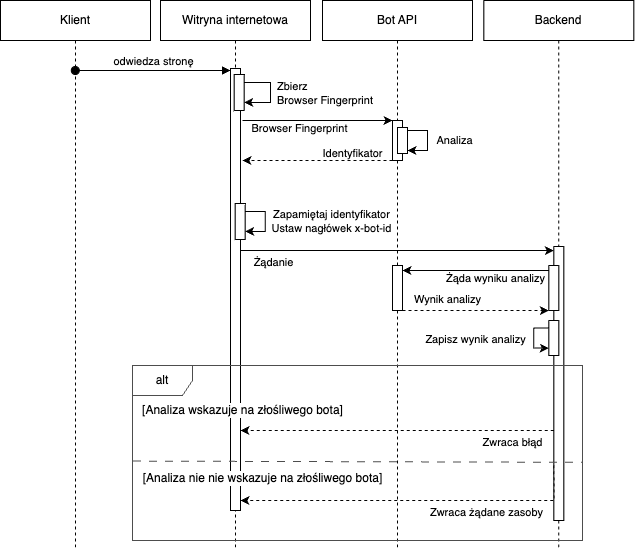 Klient
Witryna internetowa
Bot API
Backend
odwiedza stronę
Zbierz
Browser Fingerprint
Browser Fingerprint
Analiza
Identyfikator
Zapamiętaj identyfikator
Ustaw nagłówek x-bot-id
Żądanie
Żąda wyniku analizy
Wynik analizy
Zapisz wynik analizy
alt
[Analiza wskazuje na złośliwego bota]
Zwraca błąd
[Analiza nie nie wskazuje na złośliwego bota]
Zwraca żądane zasoby